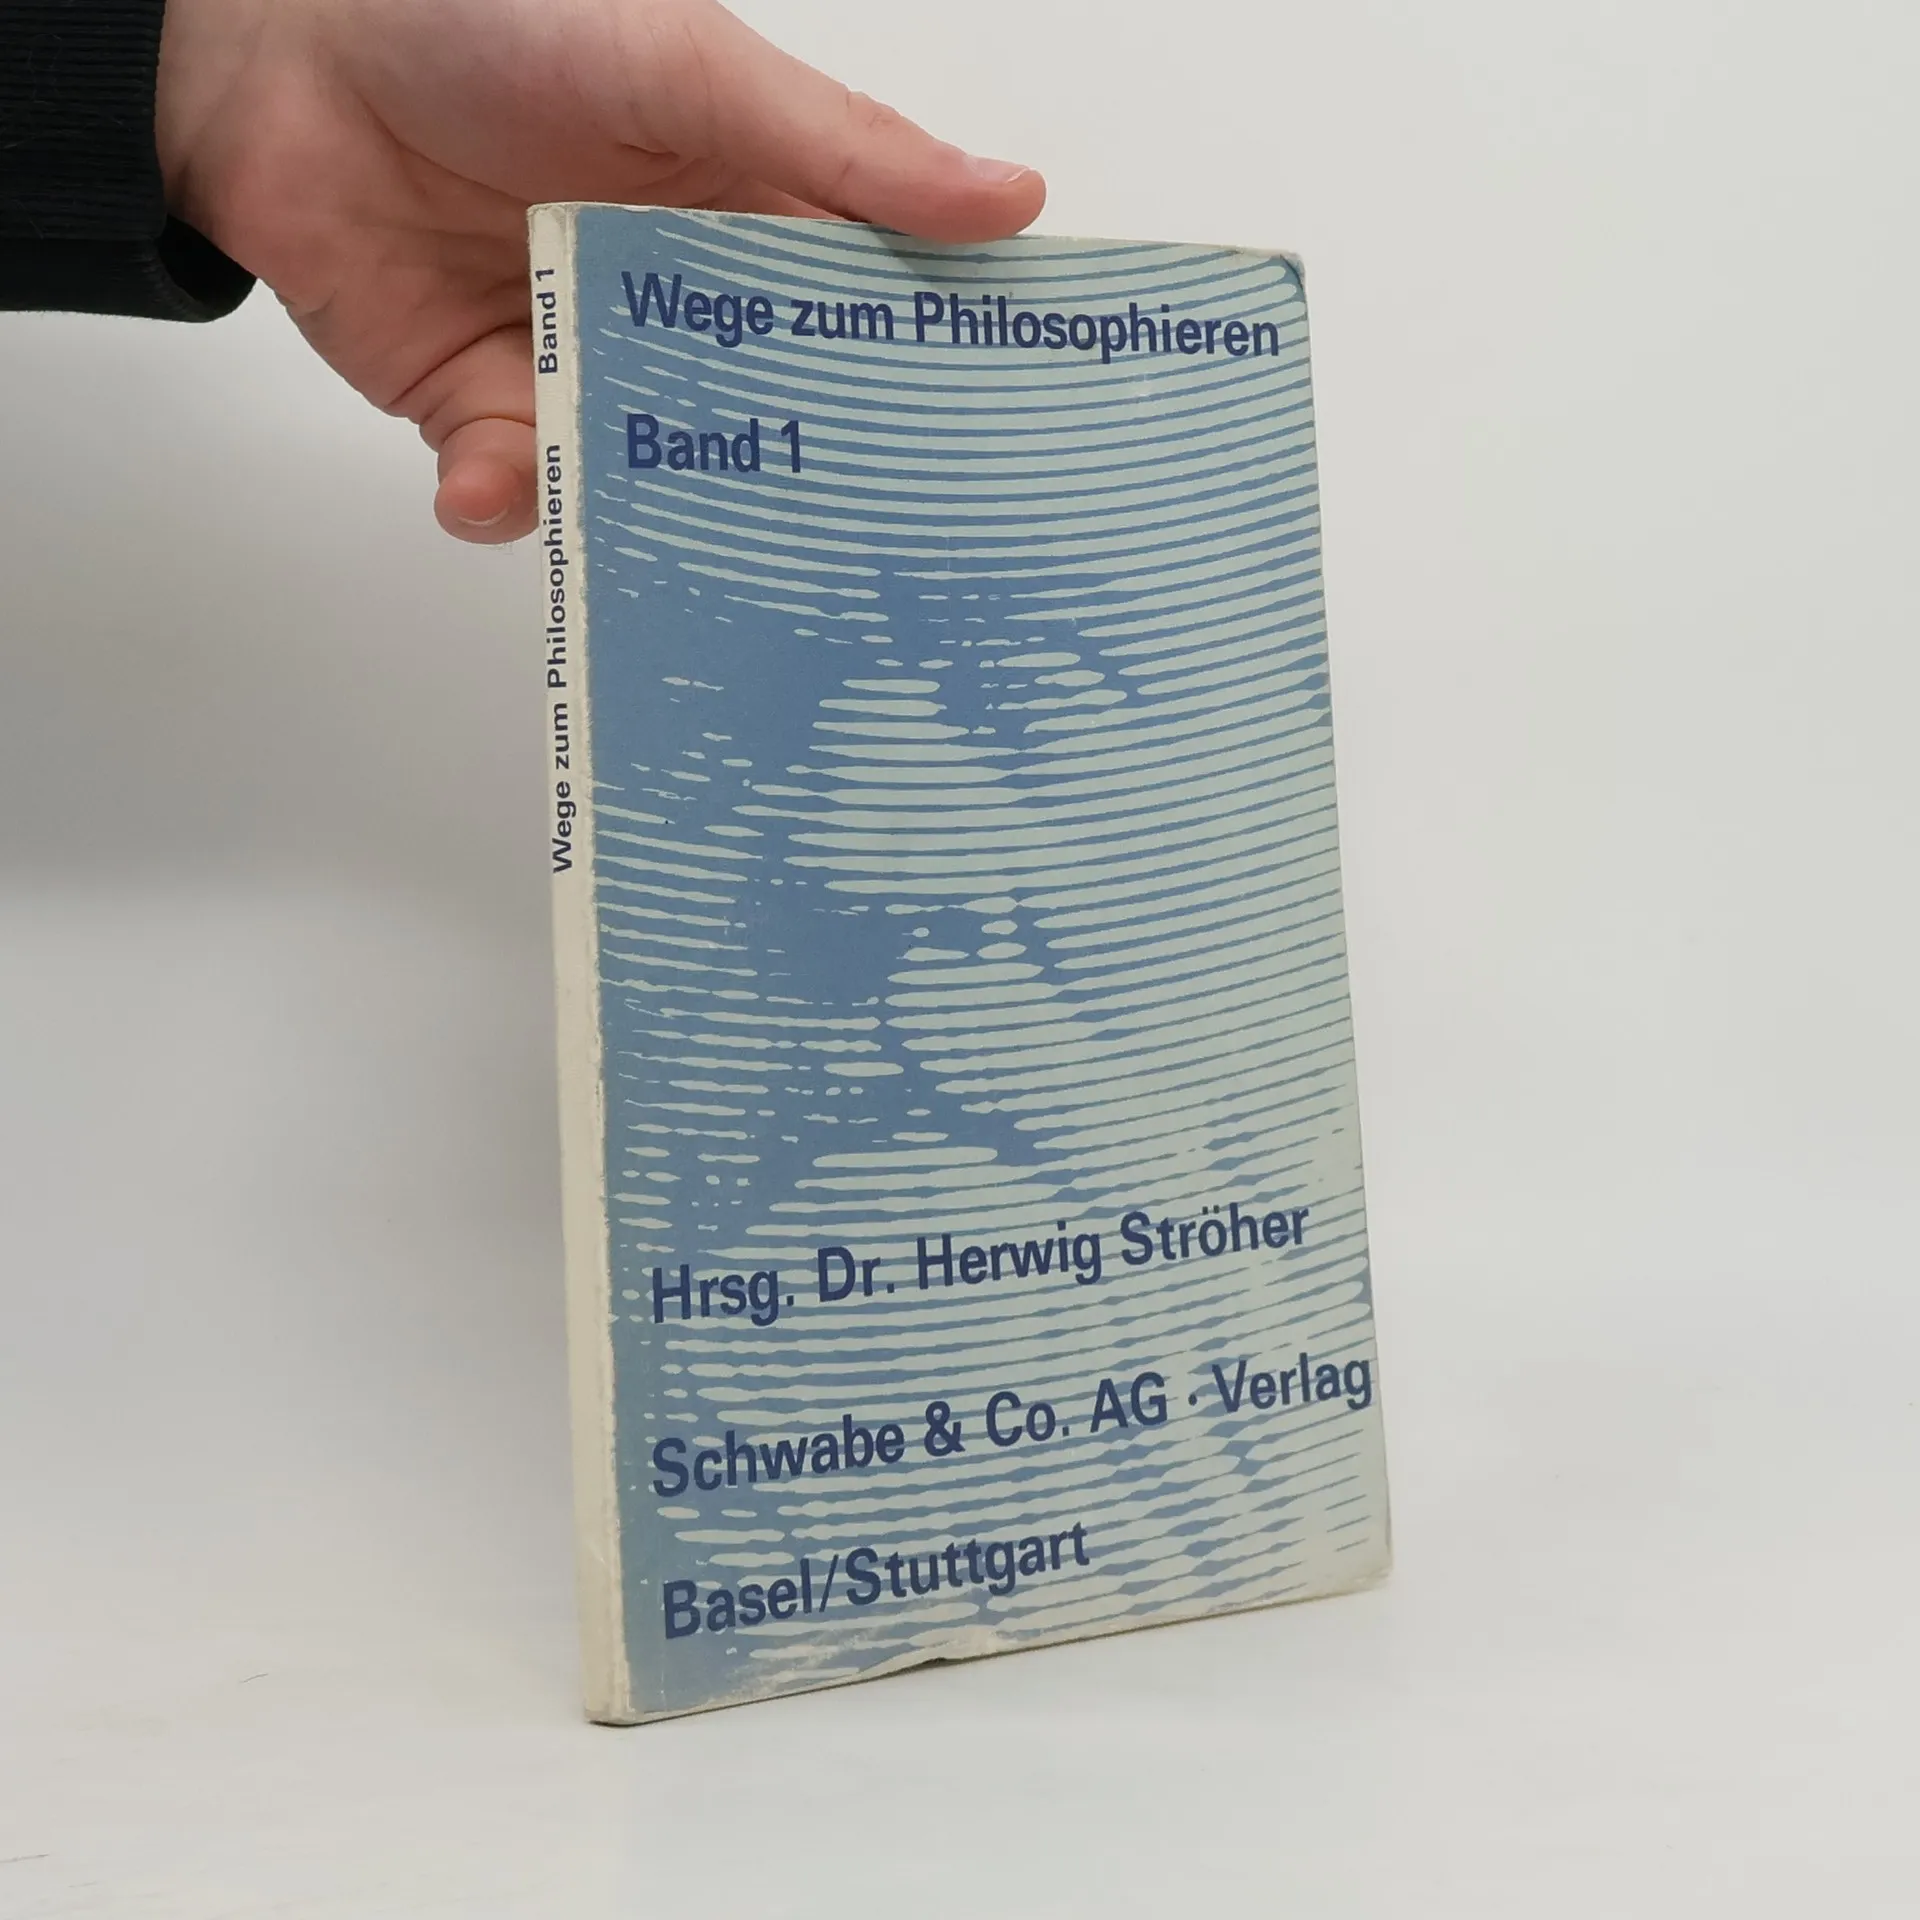 Wege zum Philosophieren
Band 1
Hrsg. Dr. Herwig Ströher
Schwabe & Co. AG · Verlag
Basel/Stuttgart
Wege zum Philosophieren Band 1